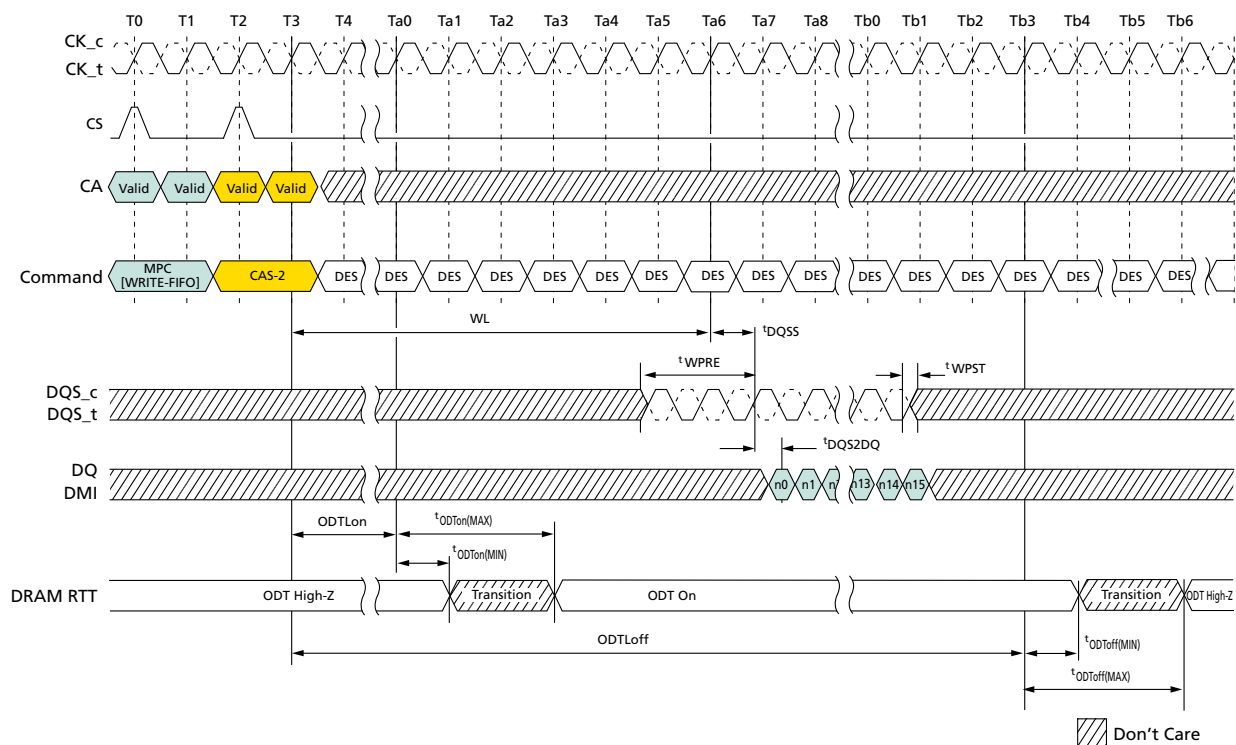 T0 T1 T2 T3 T4 Ta0 Ta1 Ta2 Ta3 Ta4 Ta5 Ta6 Ta7 Ta8 Tb0 Tb1 Tb2 Tb3 Tb4 Tb5 Tb6
CK_c
CK_t
CS
CA Valid Valid Valid Valid
Command MPC [WRITE-FIFO] CAS-2 DES DES DES DES DES DES DES DES DES DES DES DES DES DES DES DES DES
WL
tDQSS
tWPRE
tWPST
DQS_c
DQS_t
tDQS2DQ
DQ
DMI
n0 n1 n n13 n14 n15
ODTLon
tODTon(MAX)
tODTon(MIN)
DRAM RTT ODT High-Z Transition ODT On Transition ODT High-Z
ODTLoff
tODToff(MIN)
tODToff(MAX)
Don't Care